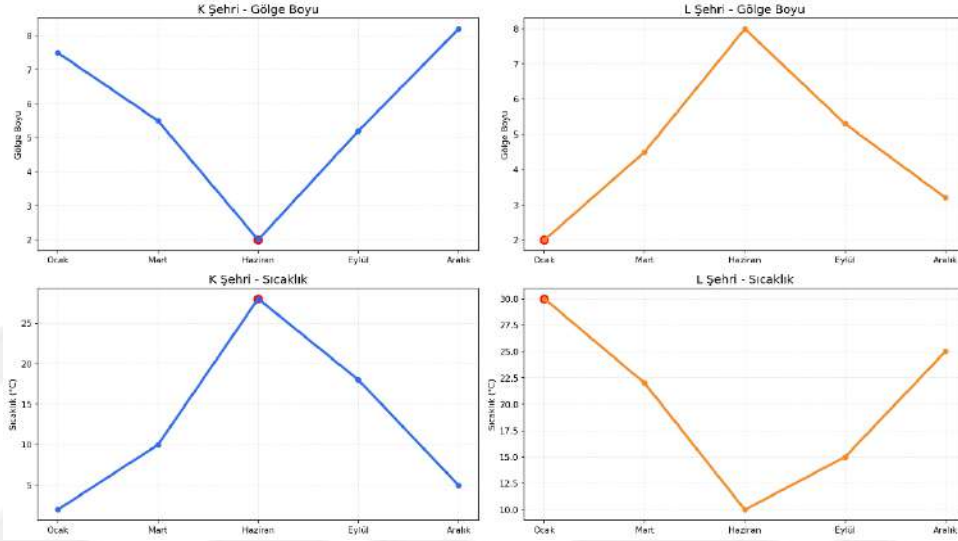 K Şehri - Gölge Boyu
Gölge Boyu
8
7
6
5
4
3
2
Ocak Mart Haziran Eylül Aralık
L Şehri - Gölge Boyu
Gölge Boyu
8
7
6
5
4
3
2
Ocak Mart Haziran Eylül Aralık
K Şehri - Sıcaklık
Sıcaklık (°C)
25
20
15
10
5
Ocak Mart Haziran Eylül Aralık
L Şehri - Sıcaklık
Sıcaklık (°C)
30.0
27.5
25.0
22.5
20.0
17.5
15.0
12.5
10.0
Ocak Mart Haziran Eylül Aralık